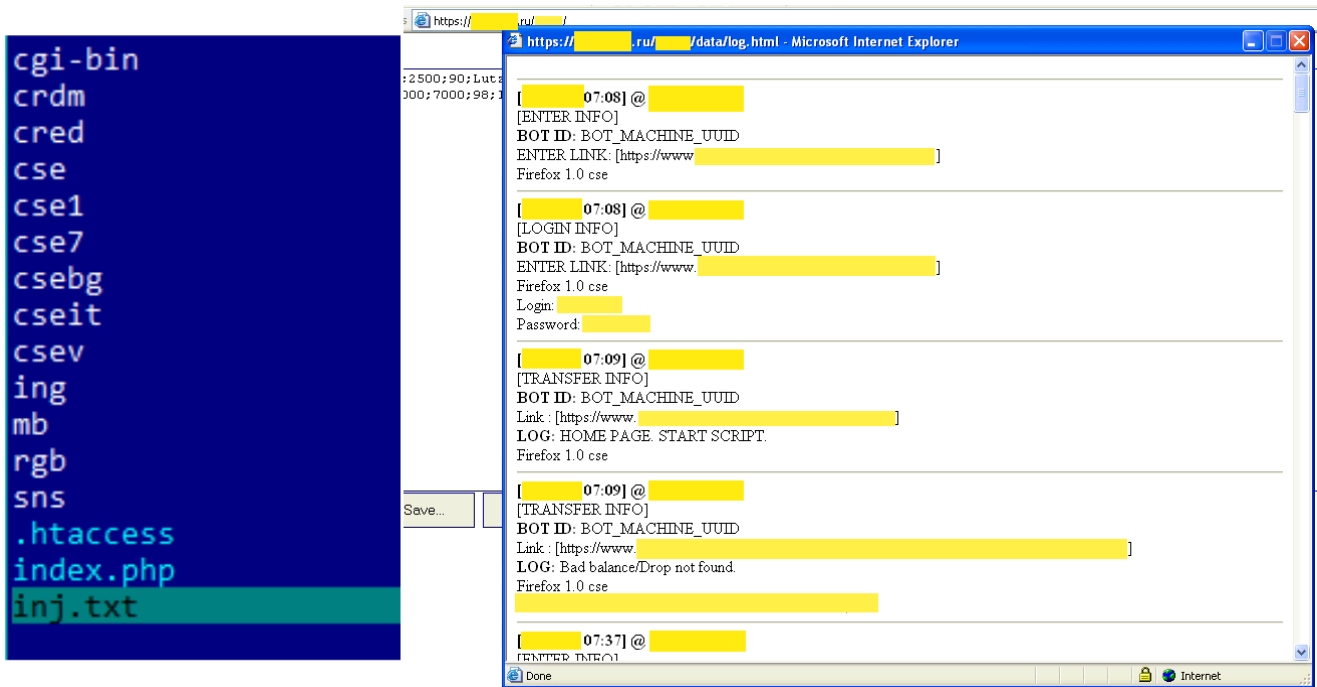 cgi-bin
crdm
cred
cse
cse1
cse7
csebg
cseit
csev
ing
mb
rgb
sns
.htaccess
index.php
inj.txt
https:// .ru/ /
:2500;90;Lut
000;7000;98;
Save...
https:// .ru/ /data/log.html - Microsoft Internet Explorer
[ 07:08] @
[ENTER INFO]
BOT ID: BOT_MACHINE_UUID
ENTER LINK: [https://www ]
Firefox 1.0 cse
[ 07:08] @
[LOGIN INFO]
BOT ID: BOT_MACHINE_UUID
ENTER LINK: [https://www. ]
Firefox 1.0 cse
Login:
Password:
[ 07:09] @
[TRANSFER INFO]
BOT ID: BOT_MACHINE_UUID
Link : [https://www. ]
LOG: HOME PAGE. START SCRIPT.
Firefox 1.0 cse
[ 07:09] @
[TRANSFER INFO]
BOT ID: BOT_MACHINE_UUID
Link : [https://www. ]
LOG: Bad balance/Drop not found.
Firefox 1.0 cse
[ 07:37] @
[ENTER INFO]
Done
Internet